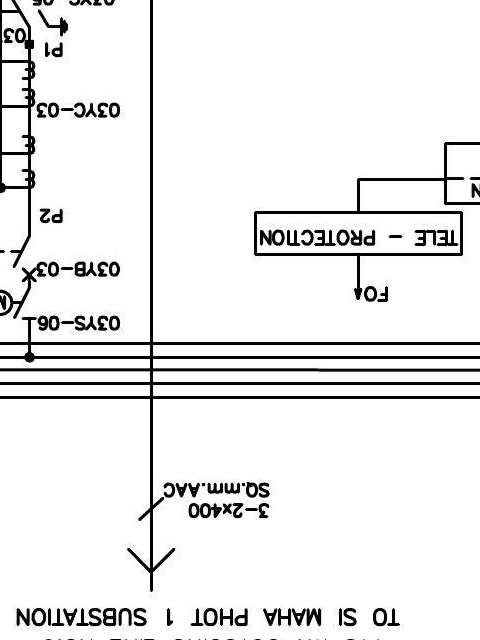 TO SI MAHA PHOT 1 SUBSTATION
3-2x400
SQ.mm.AAC
03YS-06
FO
03YB-03
TELE - PROTECTION
P2
03YC-03
P1